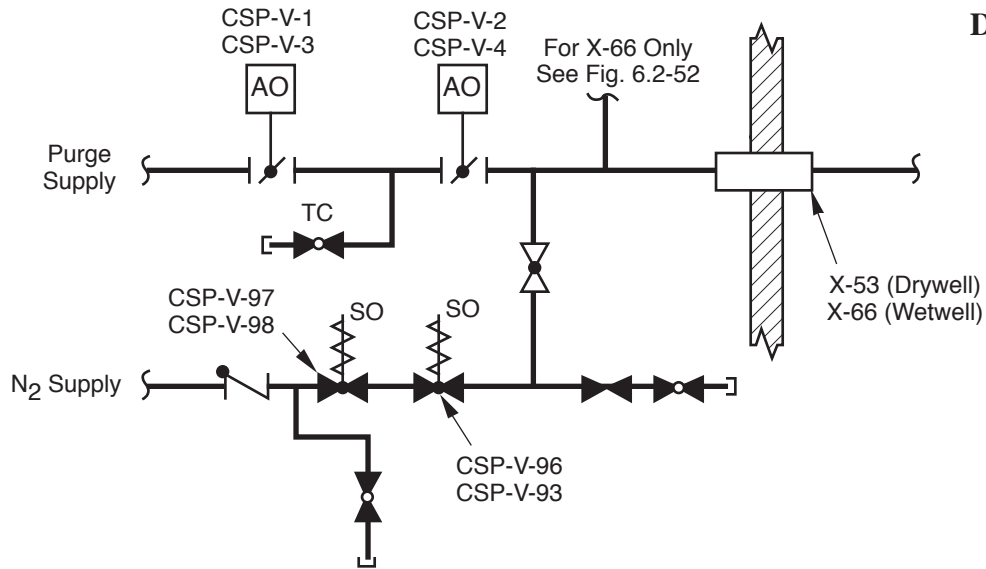 CSP-V-1
CSP-V-3
CSP-V-2
CSP-V-4
D
For X-66 Only
See Fig. 6.2-52
AO
AO
Purge
Supply
TC
X-53 (Drywell)
X-66 (Wetwell)
CSP-V-97
CSP-V-98
SO
SO
N2 Supply
CSP-V-96
CSP-V-93